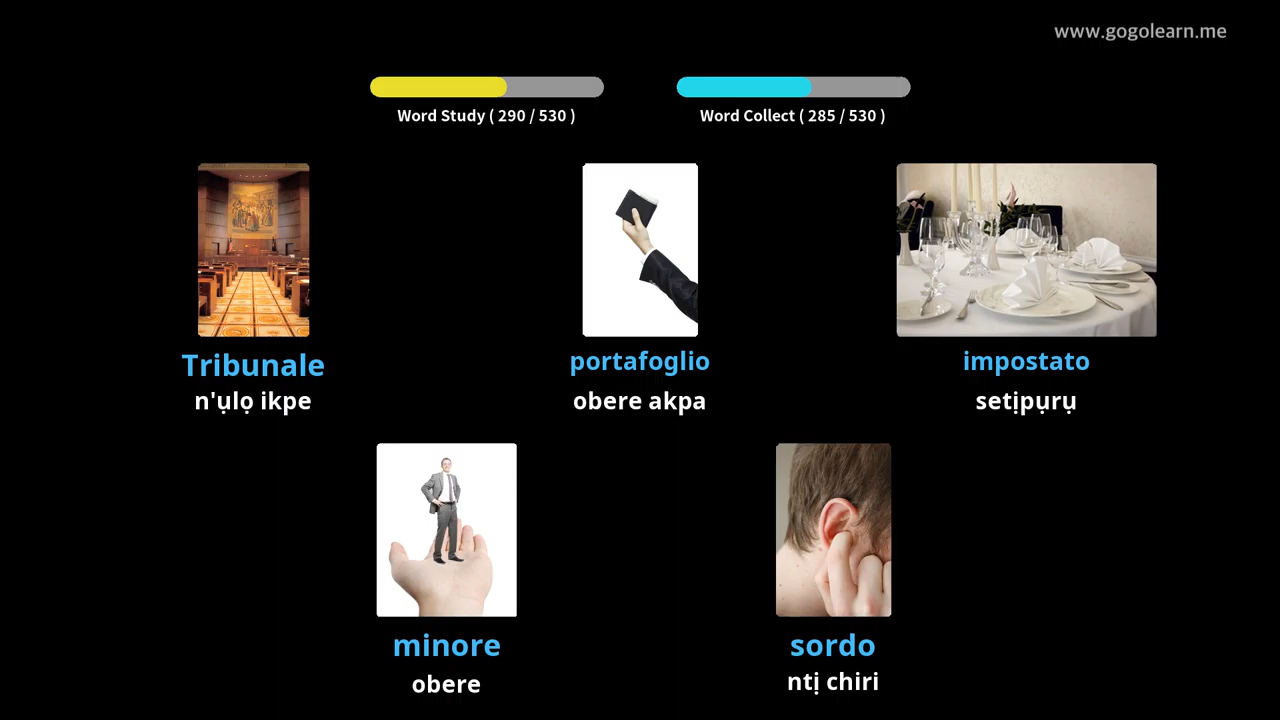 www.gogolearn.me
Word Study ( 290 / 530 )
Word Collect ( 285 / 530 )
Tribunale
n'ụlọ ikpe
portafoglio
obere akpa
impostato
setịpụrụ
minore
obere
sordo
ntị chiri